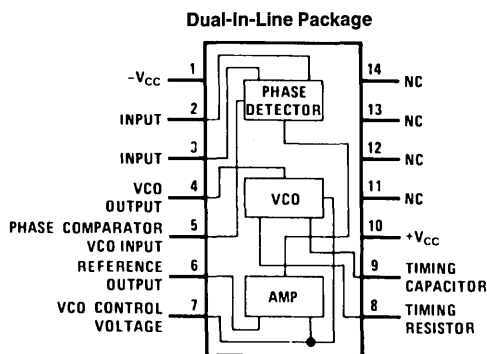 Dual-In-Line Package
1
-VCC
2
INPUT
3
INPUT
4
VCO
OUTPUT
5
PHASE COMPARATOR
VCO INPUT
6
REFERENCE
OUTPUT
7
VCO CONTROL
VOLTAGE
PHASE
DETECTOR
VCO
AMP
14
NC
13
NC
12
NC
11
NC
10
+VCC
9
TIMING
CAPACITOR
8
TIMING
RESISTOR